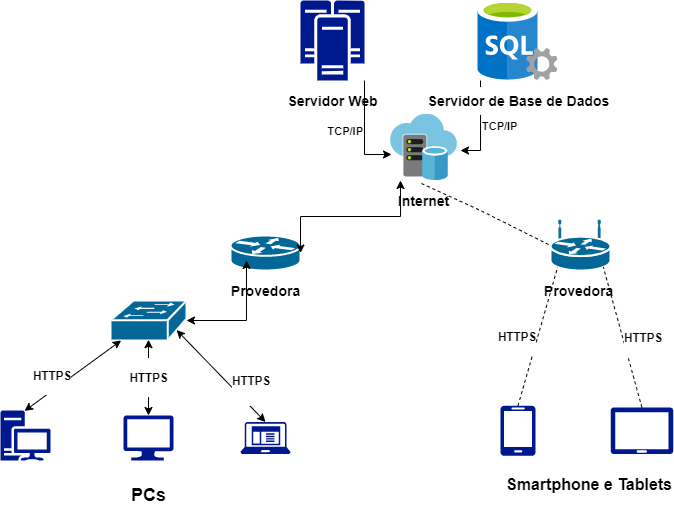 SQL
Servidor Web
Servidor de Base de Dados
TCP/IP
TCP/IP
Internet
Provedora
Provedora
HTTPS
HTTPS
HTTPS
HTTPS
HTTPS
PCs
Smartphone e Tablets